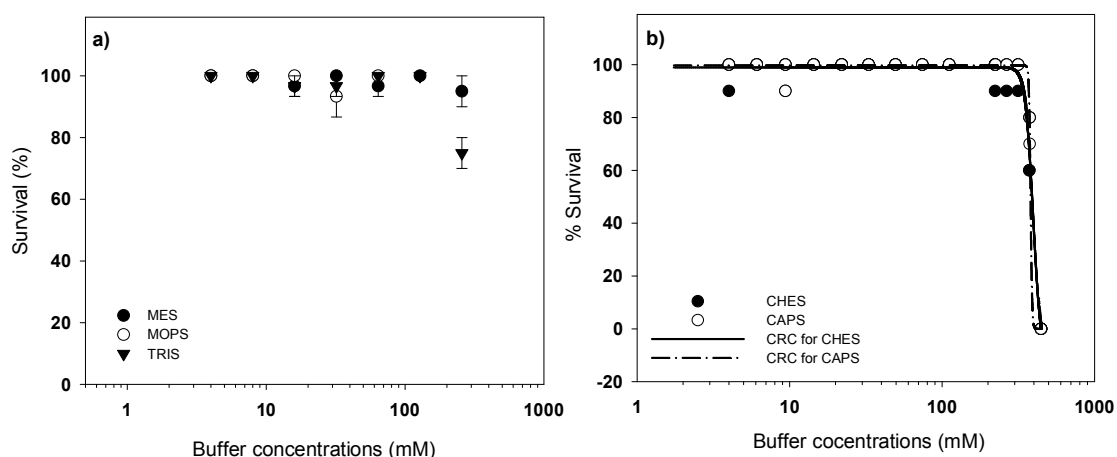 a)
100
80
60
40
20
0
Survival (%)
MES
MOPS
TRIS
1 10 100 1000
Buffer concentrations (mM)
b)
120
100
80
60
40
20
0
-20
% Survival
CHES
CAPS
CRC for CHES
CRC for CAPS
1 10 100 1000
Buffer cocentrations (mM)